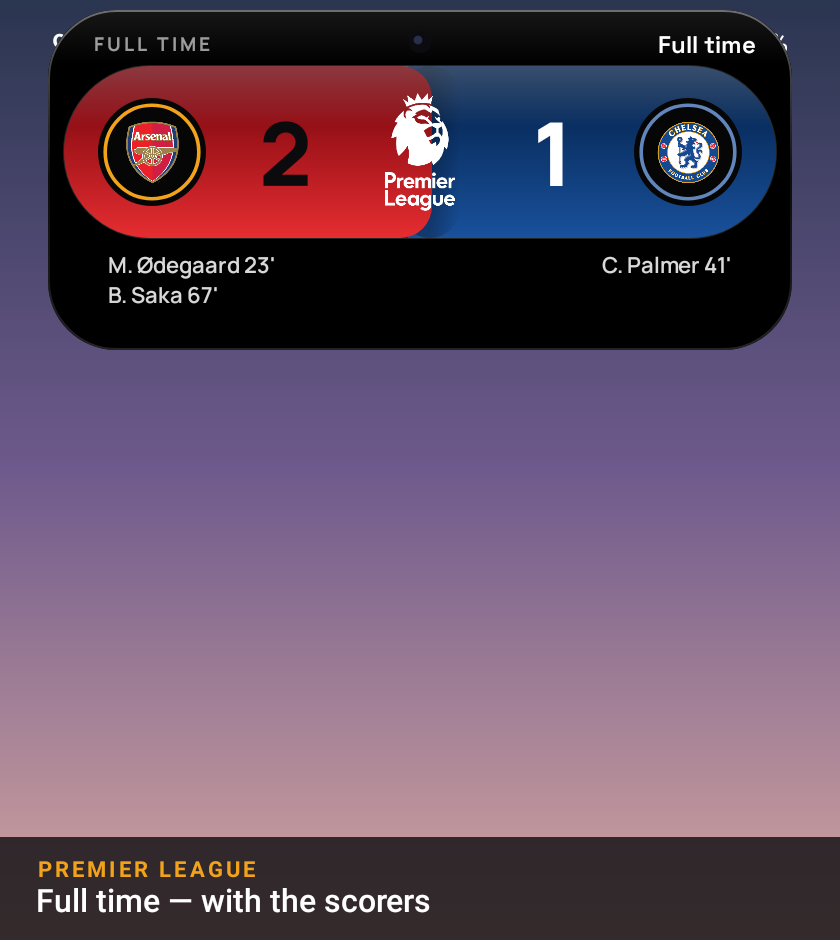 FULL TIME
Full time
Arsenal
2
Premier
League
1
CHELSEA
FOOTBALL CLUB
M. Ødegaard 23'
B. Saka 67'
C. Palmer 41'
PREMIER LEAGUE
Full time — with the scorers